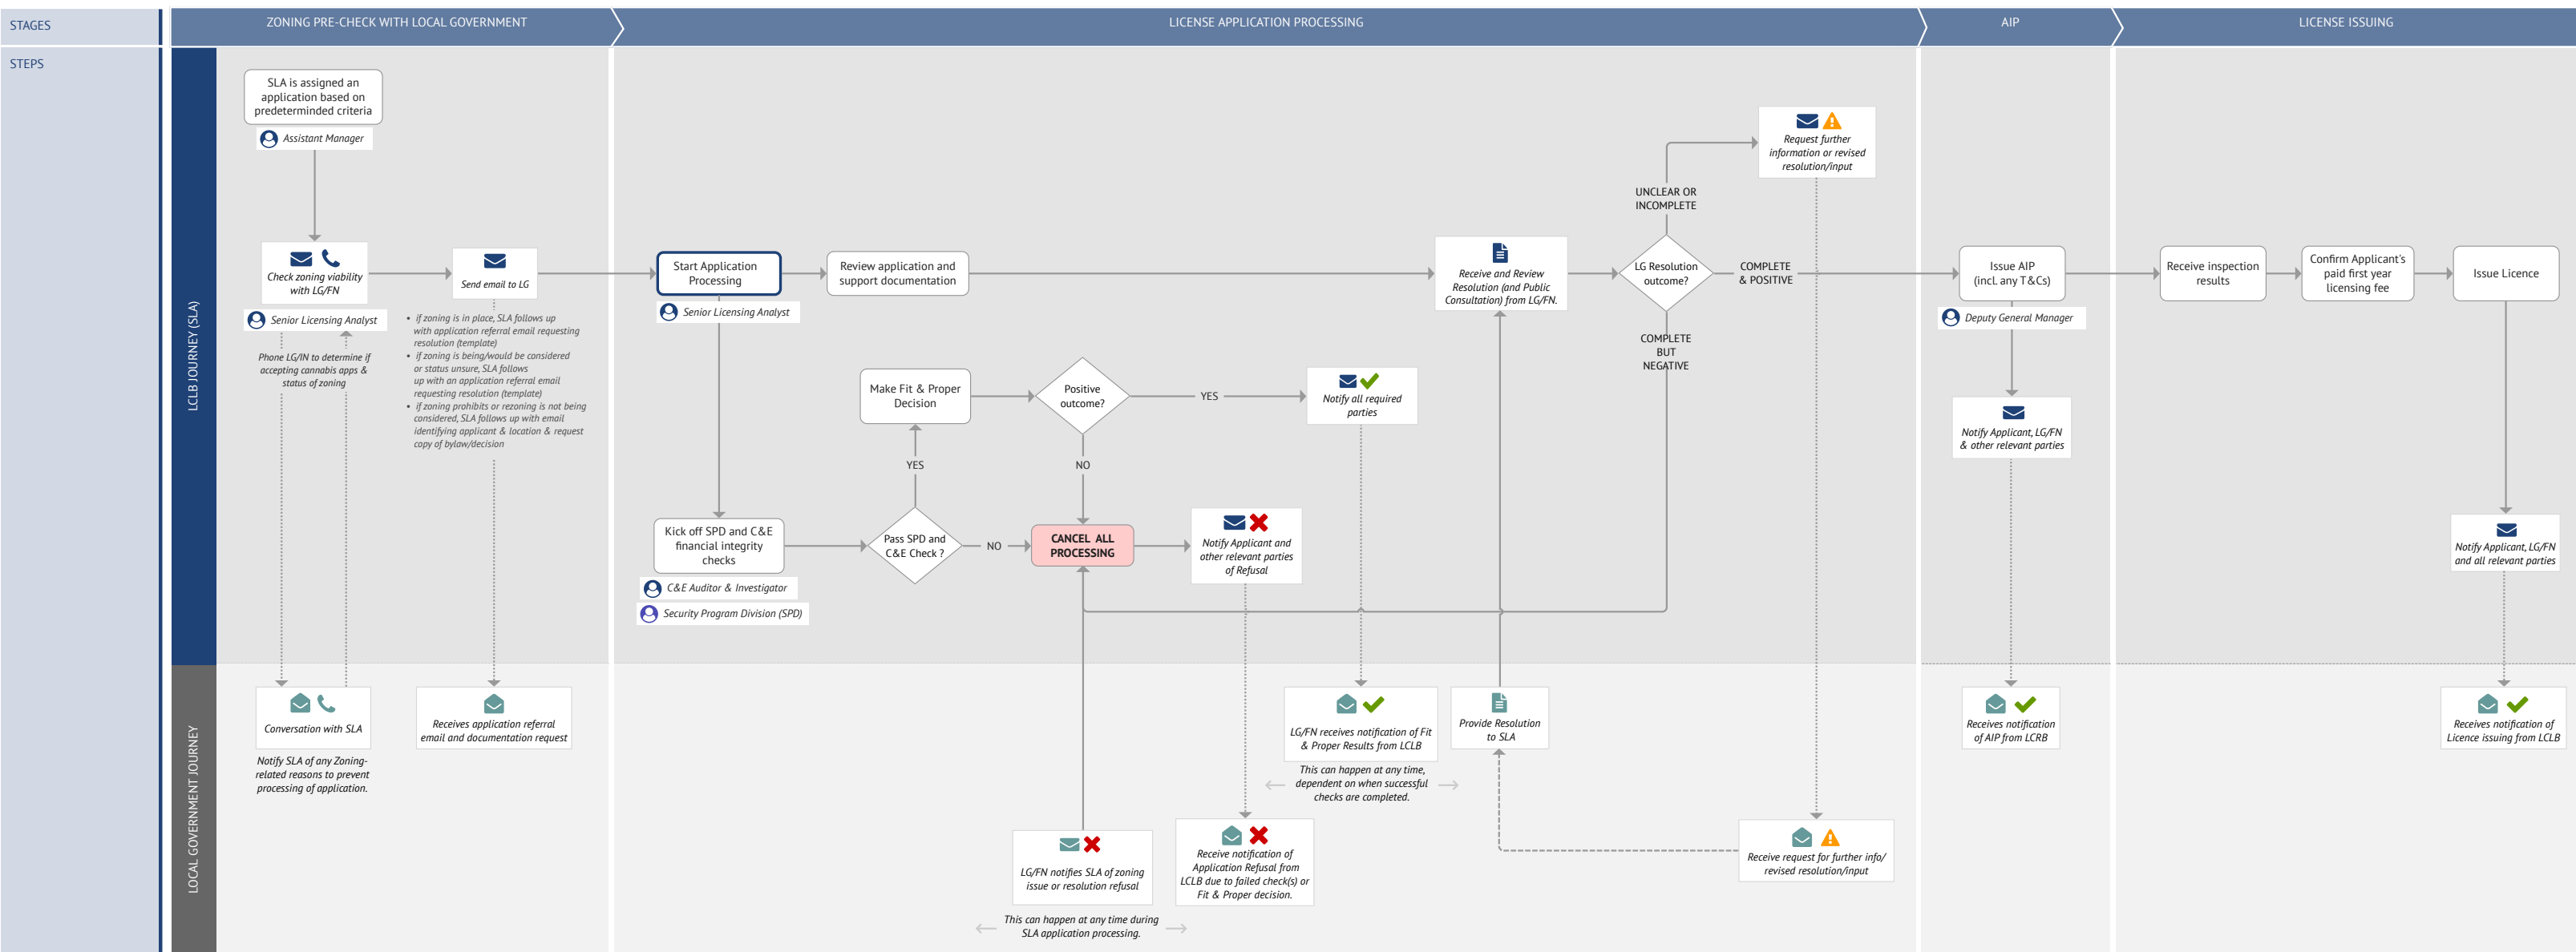 STAGES
ZONING PRE-CHECK WITH LOCAL GOVERNMENT
LICENSE APPLICATION PROCESSING
AIP
LICENSE ISSUING
STEPS
LCLB JOURNEY (SLA)
SLA is assigned an
application based on
predeterminded criteria
Assistant Manager
Check zoning viability
with LG/FN
Senior Licensing Analyst
Phone LG/IN to determine if
accepting cannabis apps &
status of zoning
Send email to LG
• if zoning is in place, SLA follows up
with application referral email requesting
resolution (template)
• if zoning is being/would be considered
or status unsure, SLA follows
up with an application referral email
requesting resolution (template)
• if zoning prohibits or rezoning is not being
considered, SLA follows up with email
identifying applicant & location & request
copy of bylaw/decision
Start Application
Processing
Senior Licensing Analyst
Review application and
support documentation
Kick off SPD and C&E
financial integrity
checks
C&E Auditor & Investigator
Security Program Division (SPD)
Pass SPD and
C&E Check ?
YES
NO
Make Fit & Proper
Decision
Positive
outcome?
YES
NO
CANCEL ALL
PROCESSING
Notify all required
parties
Notify Applicant and
other relevant parties
of Refusal
Receive and Review
Resolution (and Public
Consultation) from LG/FN.
LG Resolution
outcome?
UNCLEAR OR
INCOMPLETE
COMPLETE
& POSITIVE
COMPLETE
BUT
NEGATIVE
Request further
information or revised
resolution/input
Issue AIP
(incl. any T&Cs)
Deputy General Manager
Notify Applicant, LG/FN
& other relevant parties
Receive inspection
results
Confirm Applicant's
paid first year
licensing fee
Issue Licence
Notify Applicant, LG/FN
and all relevant parties
LOCAL GOVERNMENT JOURNEY
Conversation with SLA
Notify SLA of any Zoning-
related reasons to prevent
processing of application.
Receives application referral
email and documentation request
LG/FN notifies SLA of zoning
issue or resolution refusal
This can happen at any time during
SLA application processing.
Receive notification of
Application Refusal from
LCLB due to failed check(s) or
Fit & Proper decision.
LG/FN receives notification of Fit
& Proper Results from LCLB
This can happen at any time,
dependent on when successful
checks are completed.
Provide Resolution
to SLA
Receive request for further info/
revised resolution/input
Receives notification
of AIP from LCRB
Receives notification of
Licence issuing from LCLB